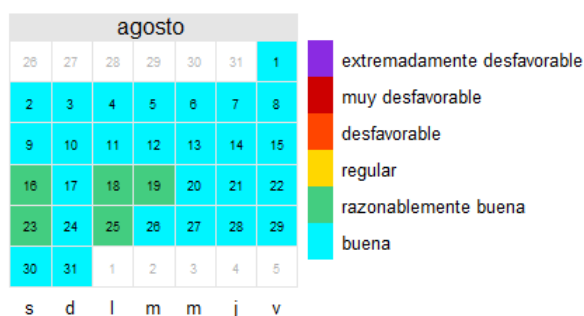 agosto
26 27 28 29 30 31 1
2 3 4 5 6 7 8
9 10 11 12 13 14 15
16 17 18 19 20 21 22
23 24 25 26 27 28 29
30 31 1 2 3 4 5
s d l m m j v
extremadamente desfavorable
muy desfavorable
desfavorable
regular
razonablemente buena
buena